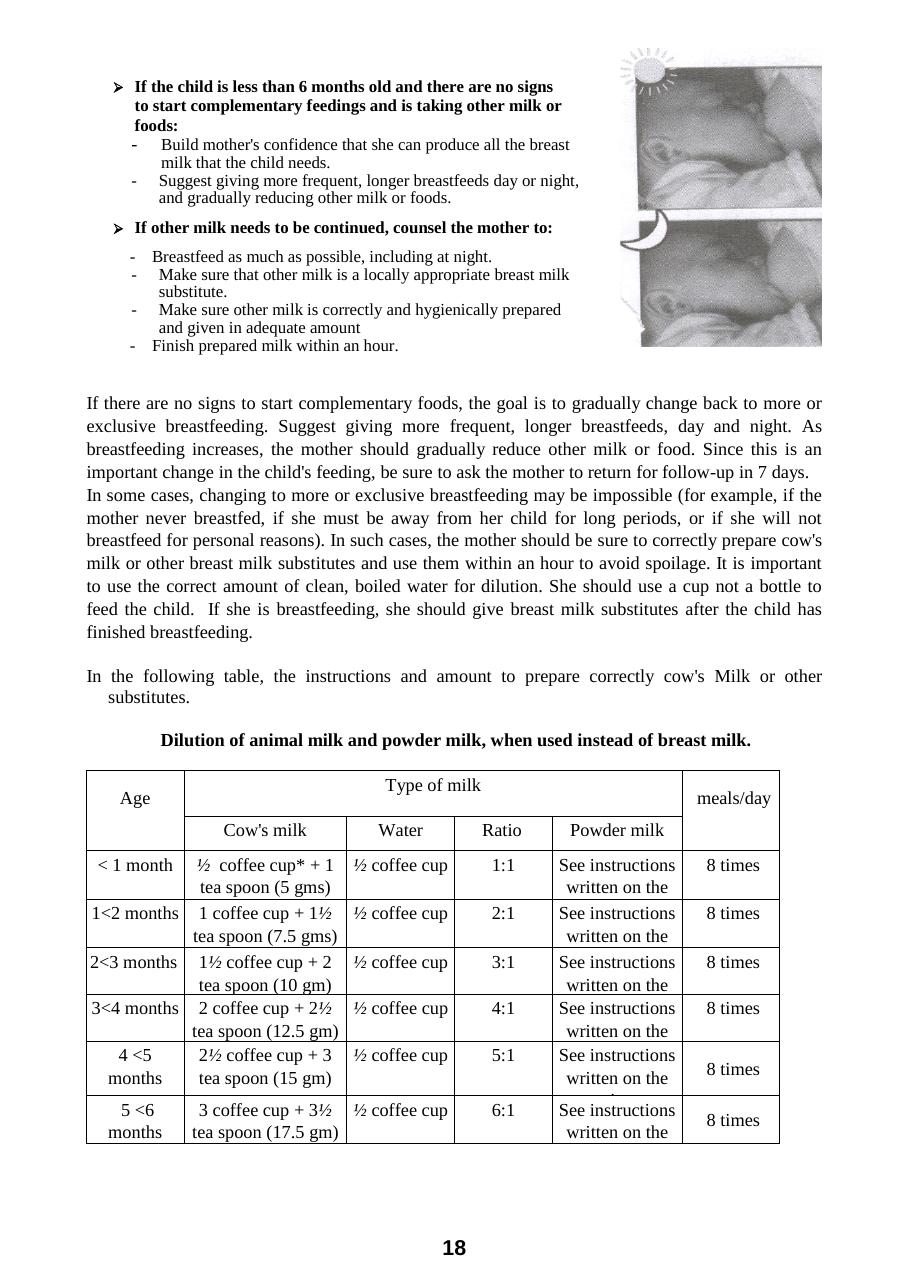 ➢ If the child is less than 6 months old and there are no signs
to start complementary feedings and is taking other milk or
foods:
- Build mother's confidence that she can produce all the breast
milk that the child needs.
- Suggest giving more frequent, longer breastfeeds day or night,
and gradually reducing other milk or foods.
➢ If other milk needs to be continued, counsel the mother to:
- Breastfeed as much as possible, including at night.
- Make sure that other milk is a locally appropriate breast milk
substitute.
- Make sure other milk is correctly and hygienically prepared
and given in adequate amount
- Finish prepared milk within an hour.
If there are no signs to start complementary foods, the goal is to gradually change back to more or
exclusive breastfeeding. Suggest giving more frequent, longer breastfeeds, day and night. As
breastfeeding increases, the mother should gradually reduce other milk or food. Since this is an
important change in the child's feeding, be sure to ask the mother to return for follow-up in 7 days.
In some cases, changing to more or exclusive breastfeeding may be impossible (for example, if the
mother never breastfed, if she must be away from her child for long periods, or if she will not
breastfeed for personal reasons). In such cases, the mother should be sure to correctly prepare cow's
milk or other breast milk substitutes and use them within an hour to avoid spoilage. It is important
to use the correct amount of clean, boiled water for dilution. She should use a cup not a bottle to
feed the child. If she is breastfeeding, she should give breast milk substitutes after the child has
finished breastfeeding.
In the following table, the instructions and amount to prepare correctly cow's Milk or other
substitutes.
Dilution of animal milk and powder milk, when used instead of breast milk.
Age Type of milk meals/day
Cow's milk Water Ratio Powder milk
< 1 month ½ coffee cup* + 1 ½ coffee cup 1:1 See instructions 8 times
tea spoon (5 gms) written on the
1<2 months 1 coffee cup + 1½ ½ coffee cup 2:1 See instructions 8 times
tea spoon (7.5 gms) written on the
2<3 months 1½ coffee cup + 2 ½ coffee cup 3:1 See instructions 8 times
tea spoon (10 gm) written on the
3<4 months 2 coffee cup + 2½ ½ coffee cup 4:1 See instructions 8 times
tea spoon (12.5 gm) written on the
4 <5 2½ coffee cup + 3 ½ coffee cup 5:1 See instructions 8 times
months tea spoon (15 gm) written on the
5 <6 3 coffee cup + 3½ ½ coffee cup 6:1 See instructions 8 times
months tea spoon (17.5 gm) written on the
18